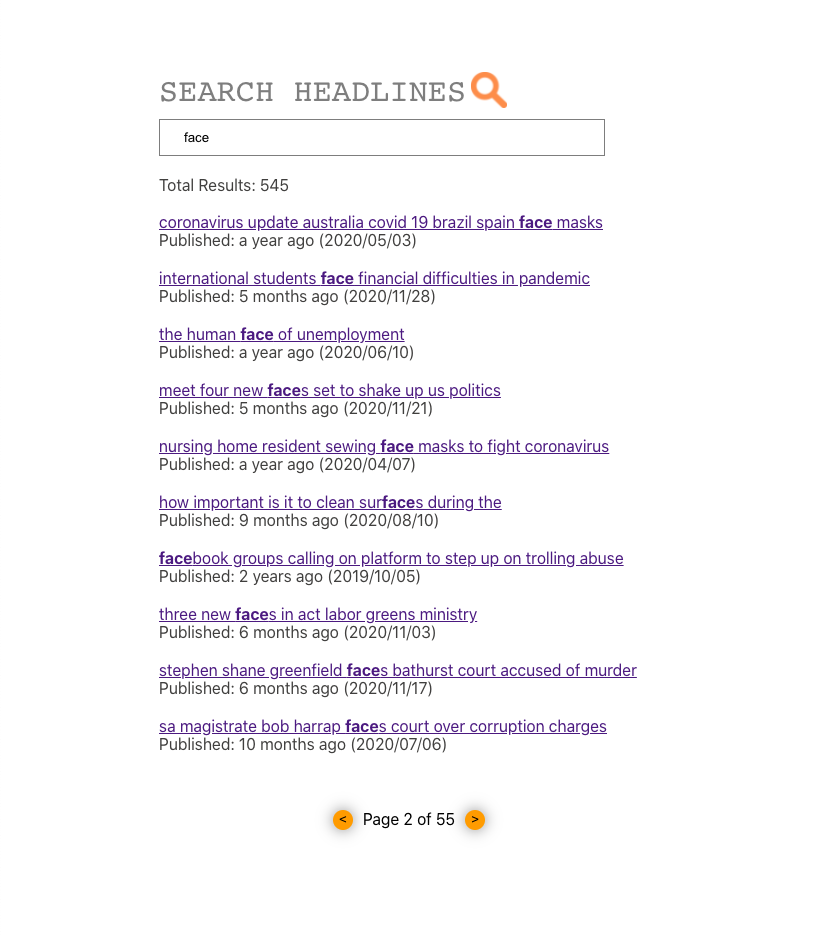 SEARCH HEADLINES
face
Total Results: 545
coronavirus update australia covid 19 brazil spain face masks
Published: a year ago (2020/05/03)
international students face financial difficulties in pandemic
Published: 5 months ago (2020/11/28)
the human face of unemployment
Published: a year ago (2020/06/10)
meet four new faces set to shake up us politics
Published: 5 months ago (2020/11/21)
nursing home resident sewing face masks to fight coronavirus
Published: a year ago (2020/04/07)
how important is it to clean surfaces during the
Published: 9 months ago (2020/08/10)
facebook groups calling on platform to step up on trolling abuse
Published: 2 years ago (2019/10/05)
three new faces in act labor greens ministry
Published: 6 months ago (2020/11/03)
stephen shane greenfield faces bathurst court accused of murder
Published: 6 months ago (2020/11/17)
sa magistrate bob harrap faces court over corruption charges
Published: 10 months ago (2020/07/06)
< Page 2 of 55 >